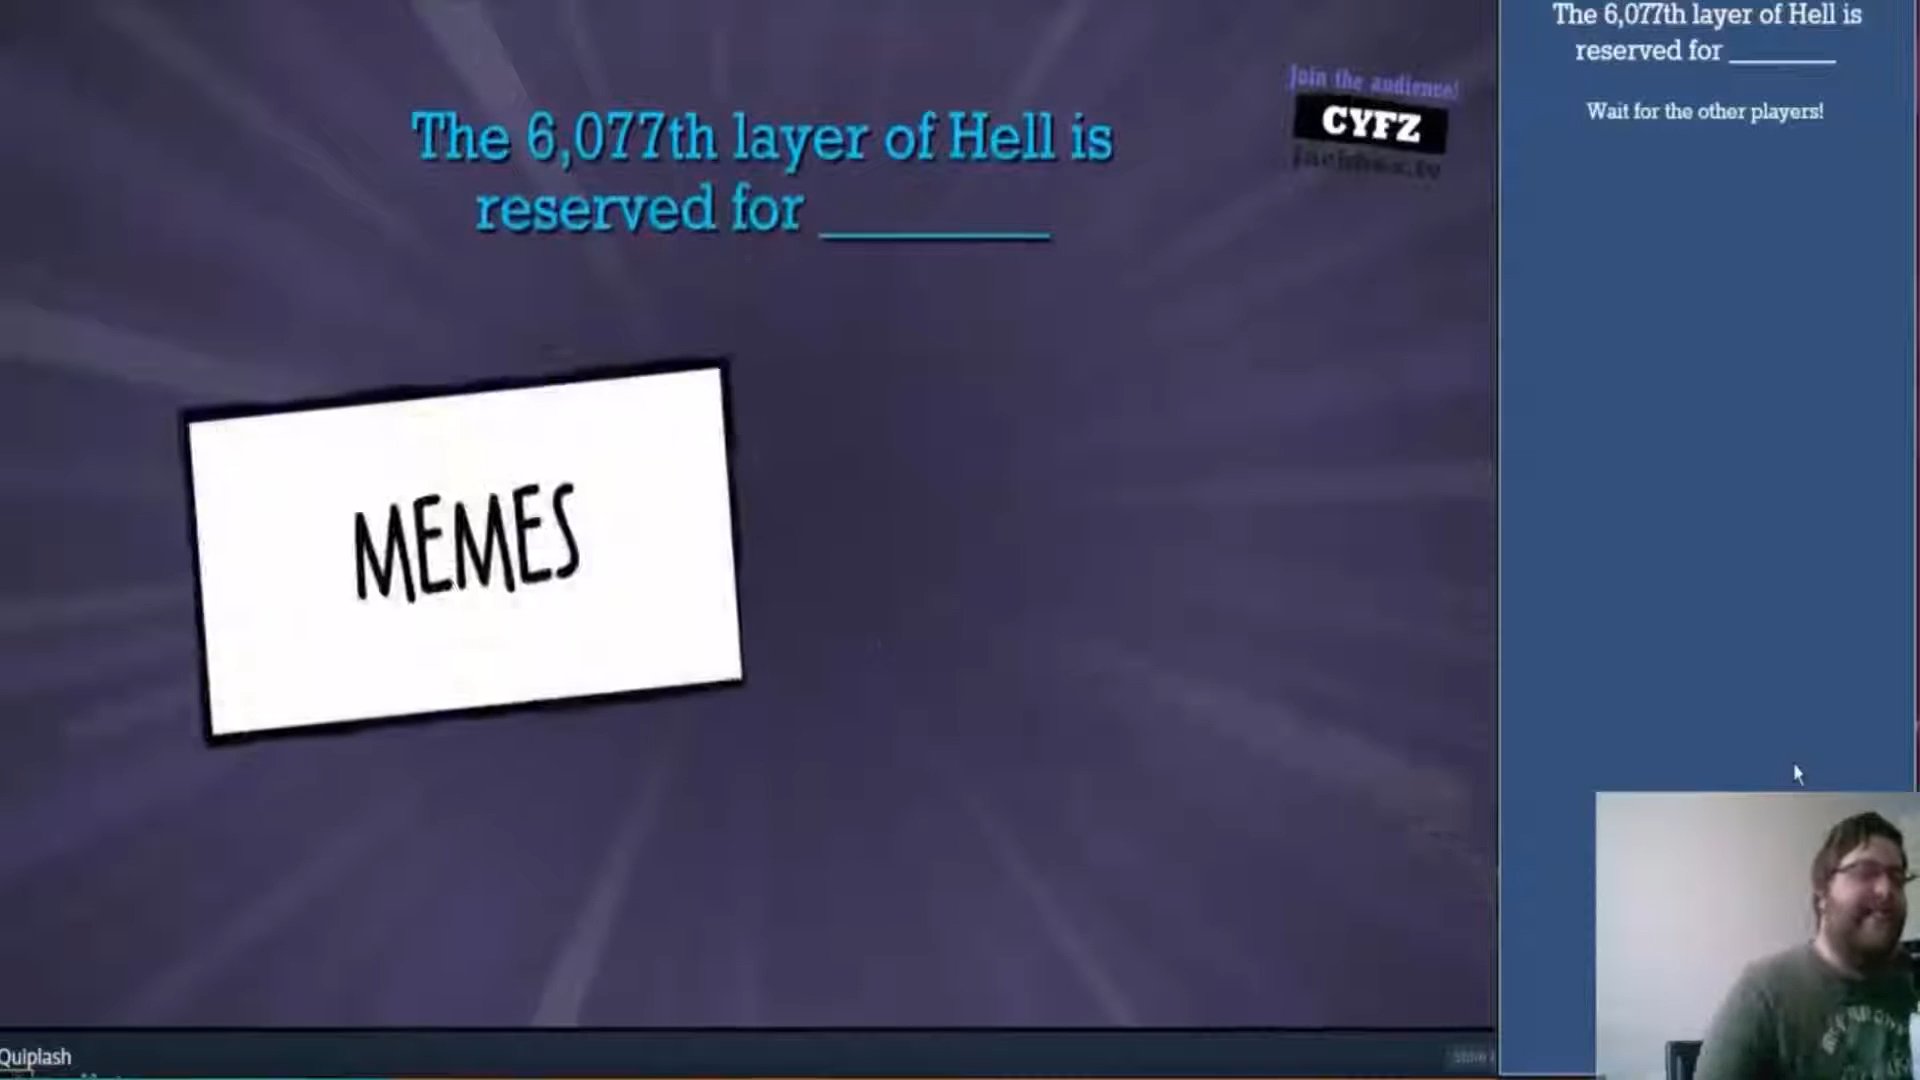 The 6,077th layer of Hell is
reserved for ________
Join the audience!
CYFZ
jackbox.tv
MEMES
Quiplash
The 6,077th layer of Hell is
reserved for ________
Wait for the other players!